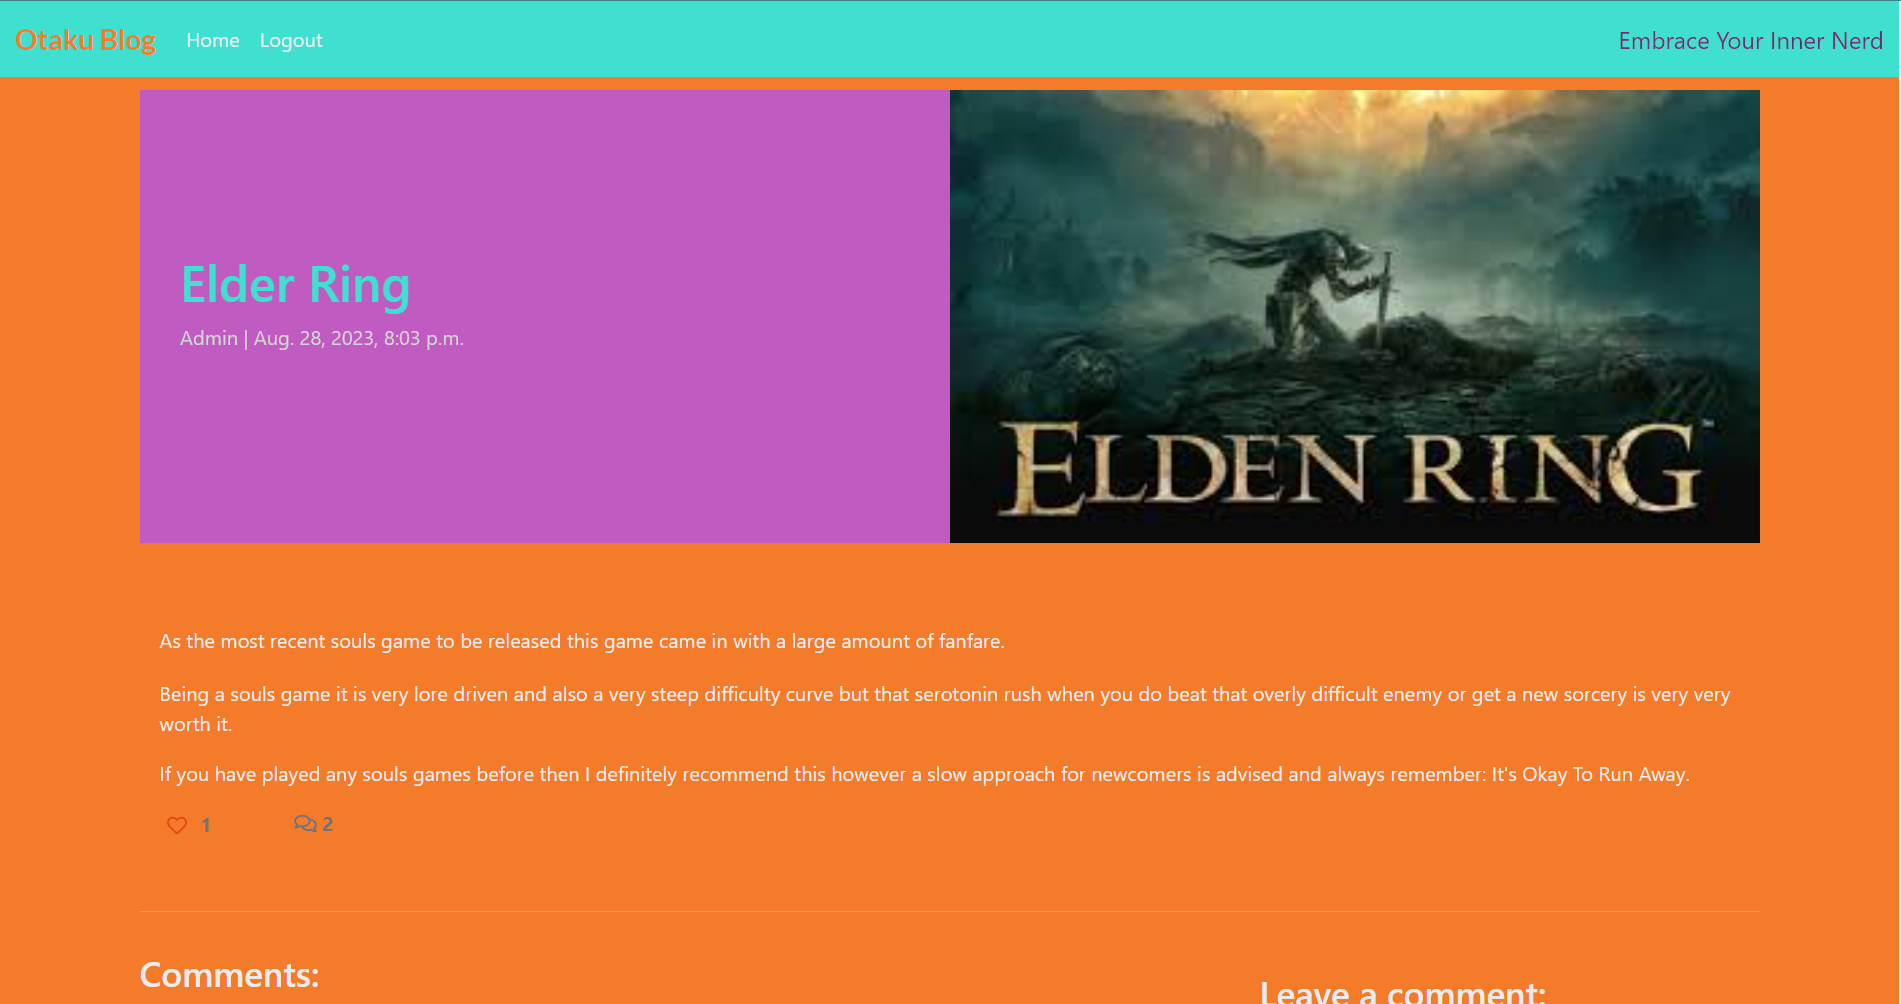 Otaku Blog Home Logout Embrace Your Inner Nerd
Elder Ring
Admin | Aug. 28, 2023, 8:03 p.m.
ELDEN RING™
As the most recent souls game to be released this game came in with a large amount of fanfare.
Being a souls game it is very lore driven and also a very steep difficulty curve but that serotonin rush when you do beat that overly difficult enemy or get a new sorcery is very very
worth it.
If you have played any souls games before then I definitely recommend this however a slow approach for newcomers is advised and always remember: It's Okay To Run Away.
1 2
Comments:
Leave a comment: